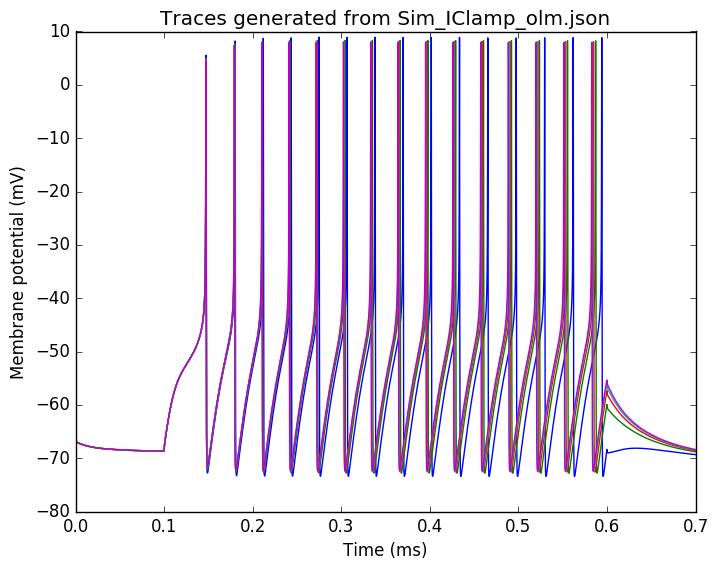 Traces generated from Sim_IClamp_olm.json
10
0
−10
−20
−30
−40
−50
−60
−70
−80
Membrane potential (mV)
0.0 0.1 0.2 0.3 0.4 0.5 0.6 0.7
Time (ms)